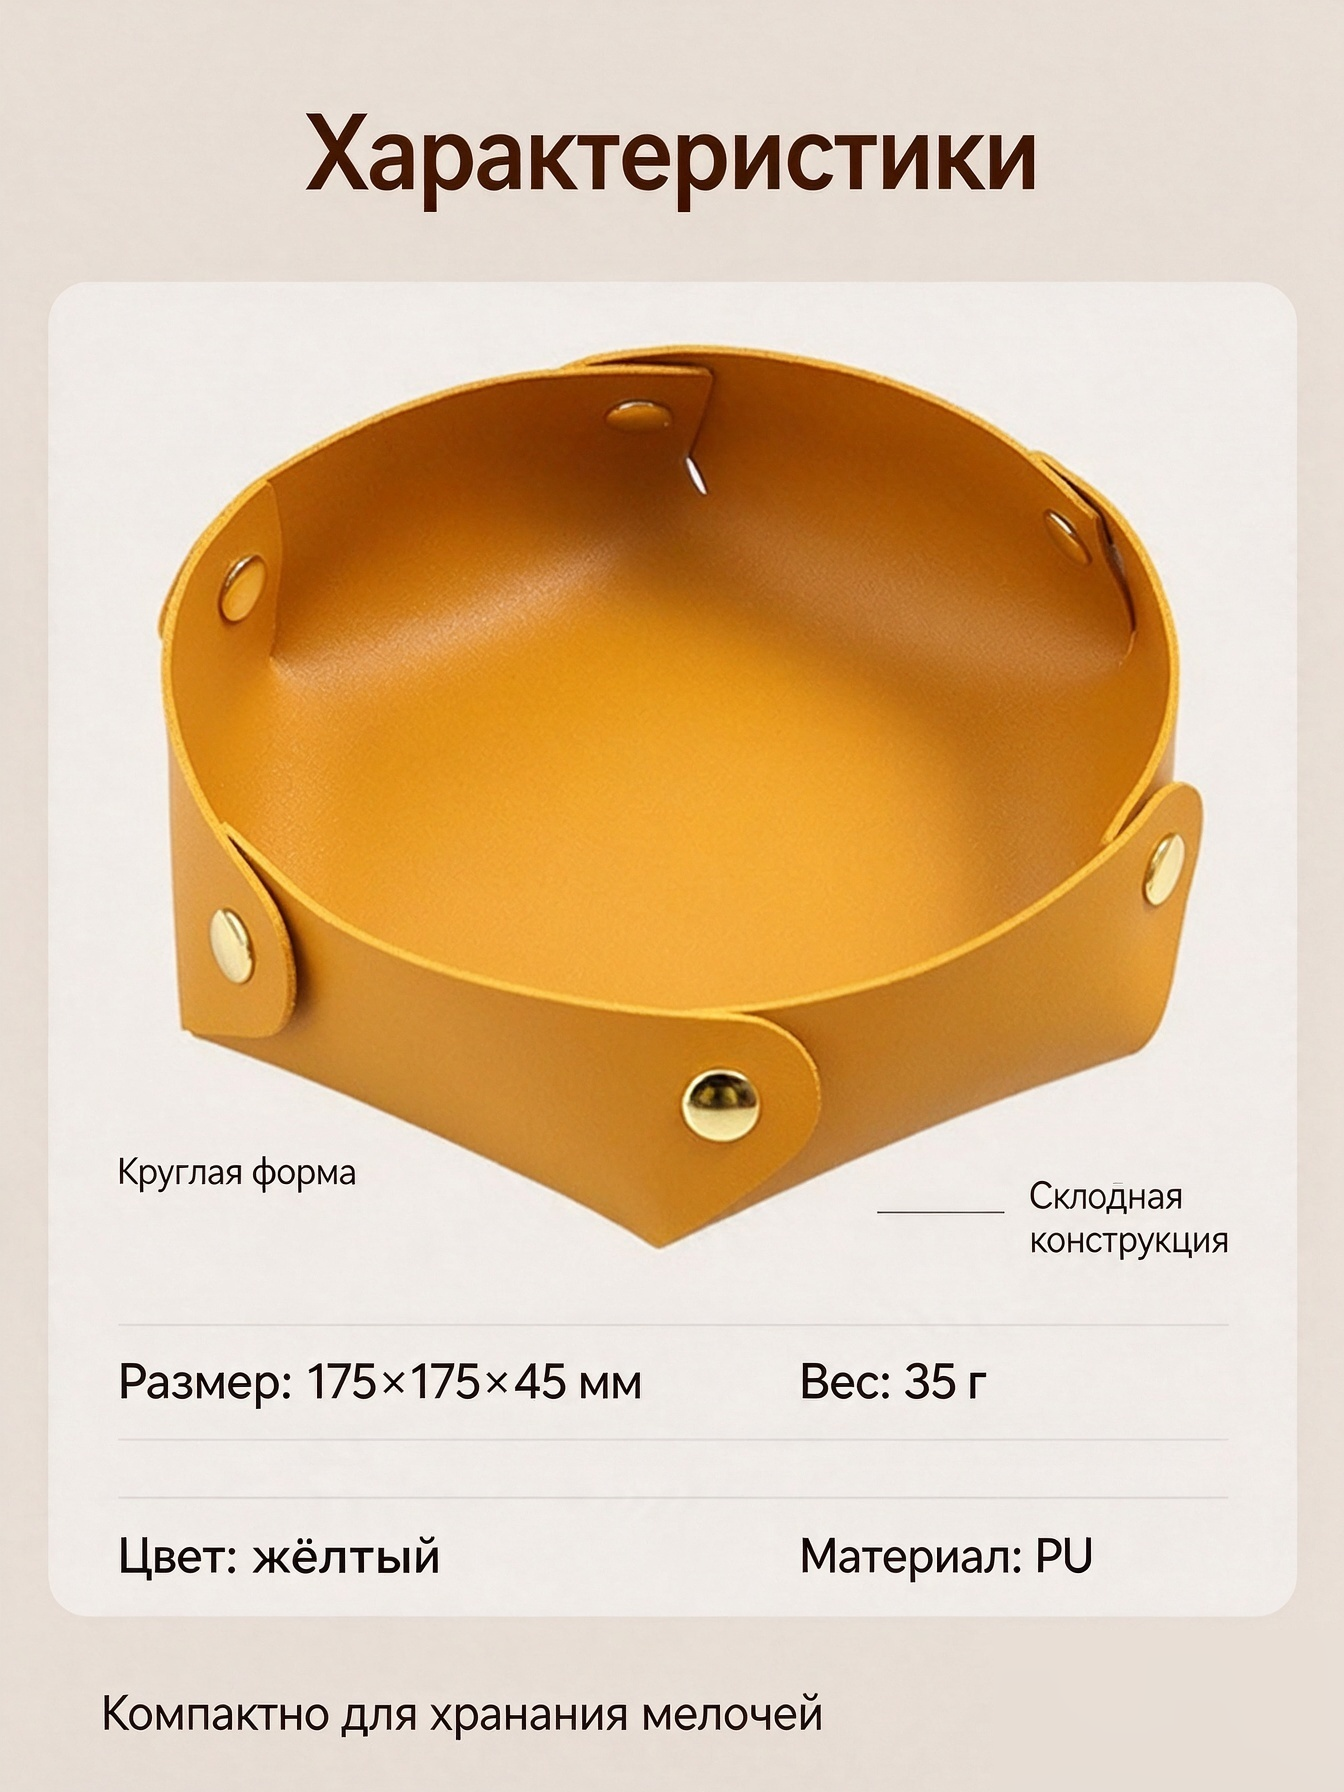 Характеристики
Круглая форма
Склодная
конструкция
Размер: 175×175×45 мм
Вес: 35 г
Цвет: жёлтый
Материал: PU
Компактно для хранания мелочей